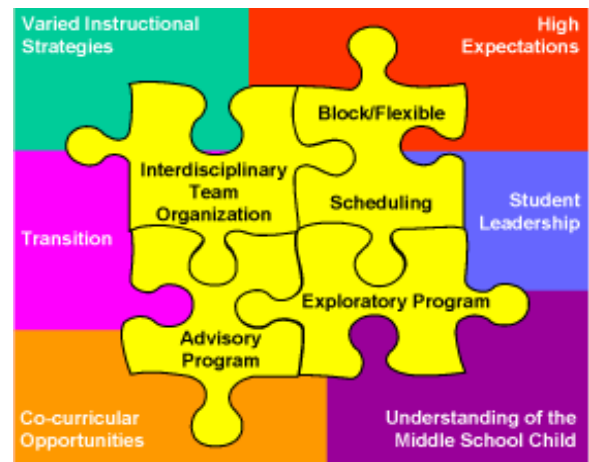 Varied Instructional
Strategies
High
Expectations
Block/Flexible
Scheduling
Interdisciplinary
Team
Organization
Transition
Student
Leadership
Exploratory Program
Advisory
Program
Co-curricular
Opportunities
Understanding of the
Middle School Child